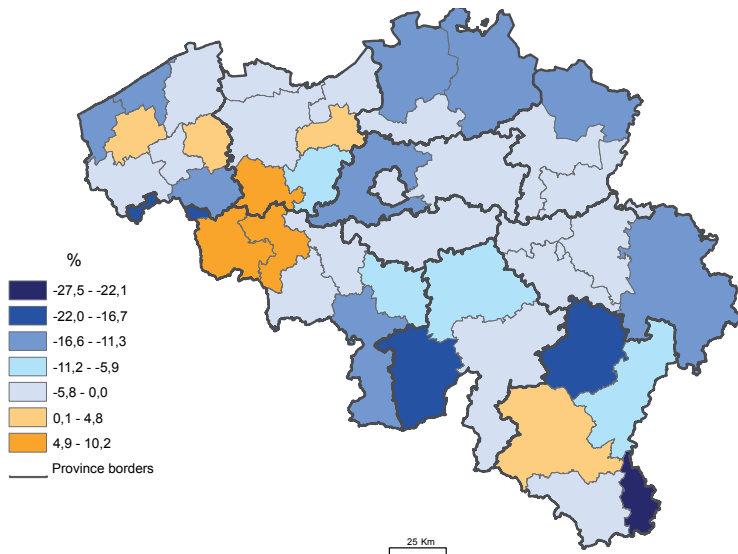 %
-27,5 - -22,1
-22,0 - -16,7
-16,6 - -11,3
-11,2 - -5,9
-5,8 - 0,0
0,1 - 4,8
4,9 - 10,2
Province borders
25 Km